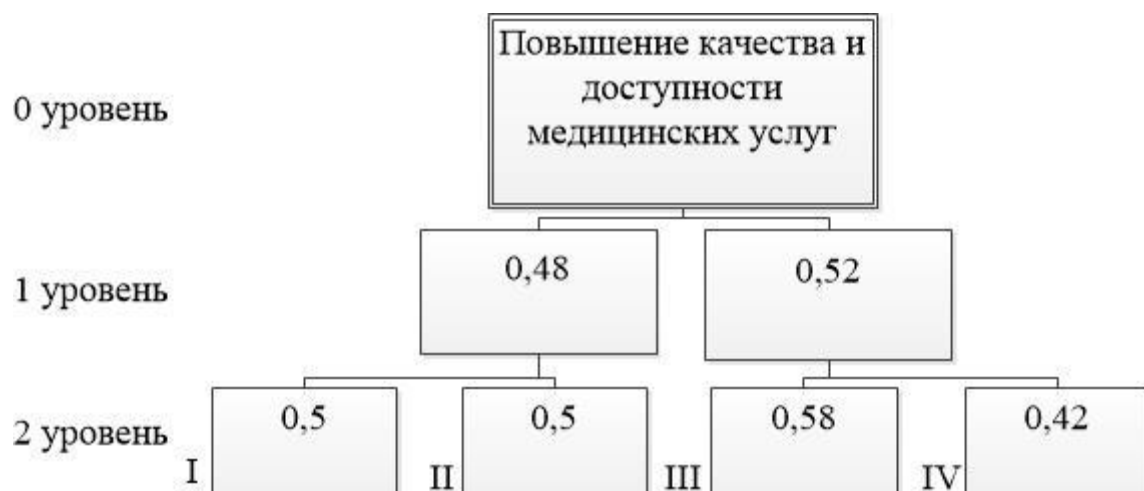 Повышение качества и
доступности
медицинских услуг
0 уровень
0,48
0,52
1 уровень
0,5
0,5
0,58
0,42
2 уровень
I
II
III
IV